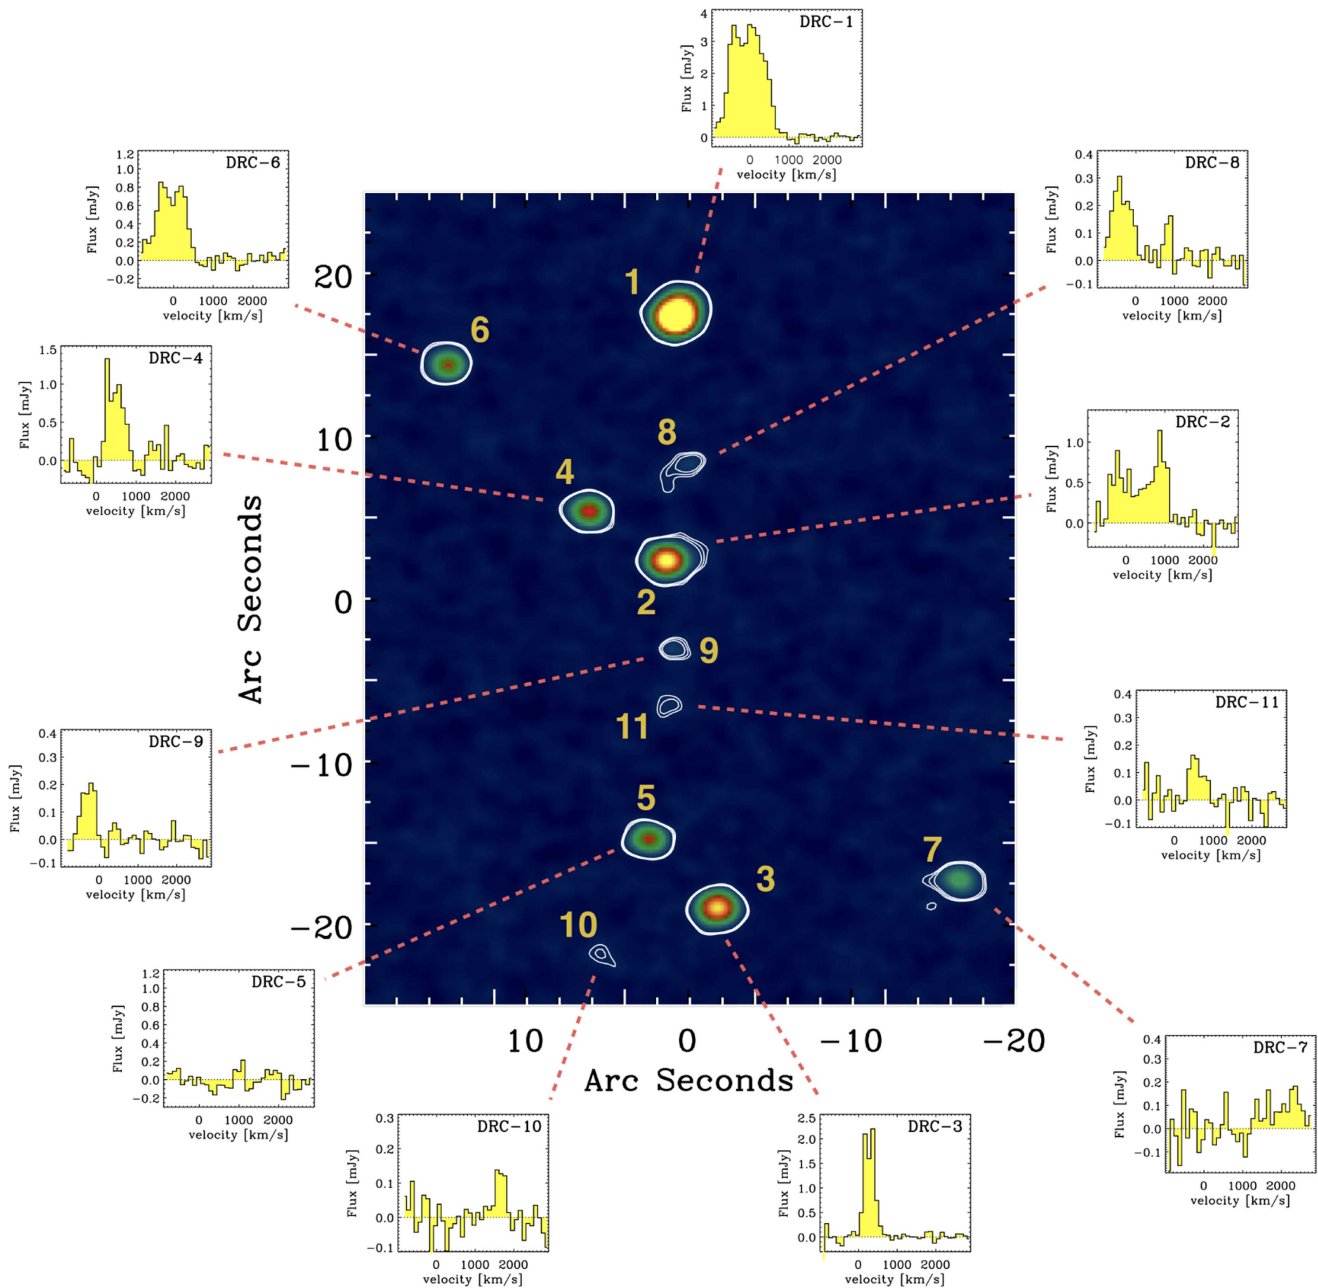 DRC-1
Flux [mJy]
4
3
2
1
0
0 1000 2000
velocity [km/s]
DRC-6
Flux [mJy]
1.2
1.0
0.8
0.6
0.4
0.2
0.0
−0.2
0 1000 2000
velocity [km/s]
DRC-8
Flux [mJy]
0.4
0.3
0.2
0.1
0.0
−0.1
0 1000 2000
velocity [km/s]
DRC-4
Flux [mJy]
1.5
1.0
0.5
0.0
0 1000 2000
velocity [km/s]
DRC-2
Flux [mJy]
1.0
0.5
0.0
0 1000 2000
velocity [km/s]
Arc Seconds
20
10
0
−10
−20
1
6
8
4
2
9
11
5
7
3
10
10 0 −10 −20
Arc Seconds
DRC-9
Flux [mJy]
0.4
0.3
0.2
0.1
0.0
−0.1
0 1000 2000
velocity [km/s]
DRC-11
Flux [mJy]
0.4
0.3
0.2
0.1
0.0
−0.1
0 1000 2000
velocity [km/s]
DRC-5
Flux [mJy]
1.2
1.0
0.8
0.6
0.4
0.2
0.0
−0.2
0 1000 2000
velocity [km/s]
DRC-7
Flux [mJy]
0.4
0.3
0.2
0.1
0.0
−0.1
0 1000 2000
velocity [km/s]
DRC-10
Flux [mJy]
0.3
0.2
0.1
0.0
−0.1
0 1000 2000
velocity [km/s]
DRC-3
Flux [mJy]
2.5
2.0
1.5
1.0
0.5
0.0
0 1000 2000
velocity [km/s]